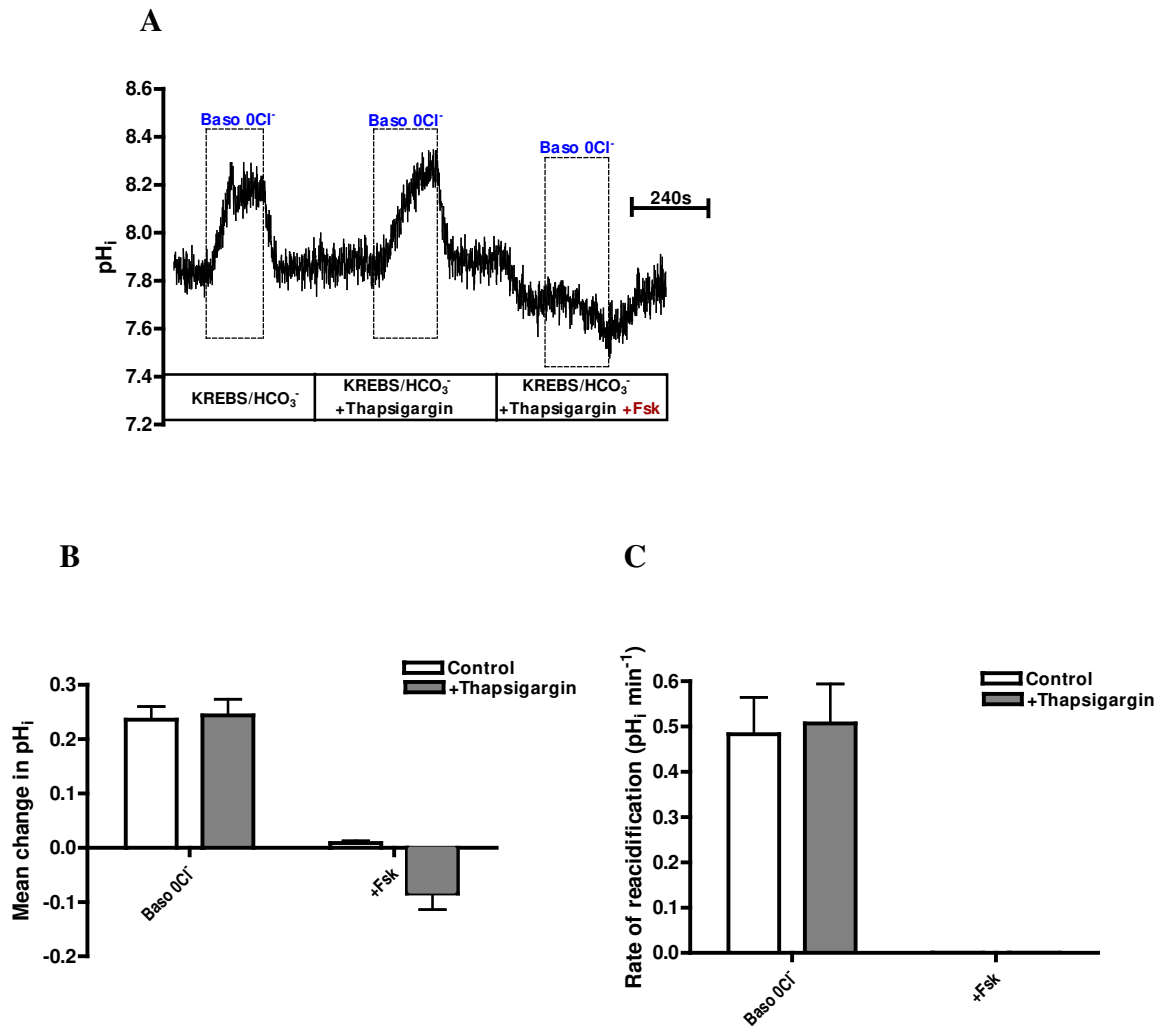 A
8.6
8.4
8.2
8.0
7.8
7.6
7.4
7.2
pHi
Baso 0Cl-
Baso 0Cl-
Baso 0Cl-
240s
KREBS/HCO3-
KREBS/HCO3-
+Thapsigargin
KREBS/HCO3-
+Thapsigargin +Fsk
B
Control
+Thapsigargin
0.3
0.2
0.1
0.0
-0.1
-0.2
Mean change in pHi
Baso 0Cl-
+Fsk
C
Control
+Thapsigargin
0.6
0.5
0.4
0.3
0.2
0.1
0.0
Rate of reacidification (pHi min-1)
Baso 0Cl-
+Fsk